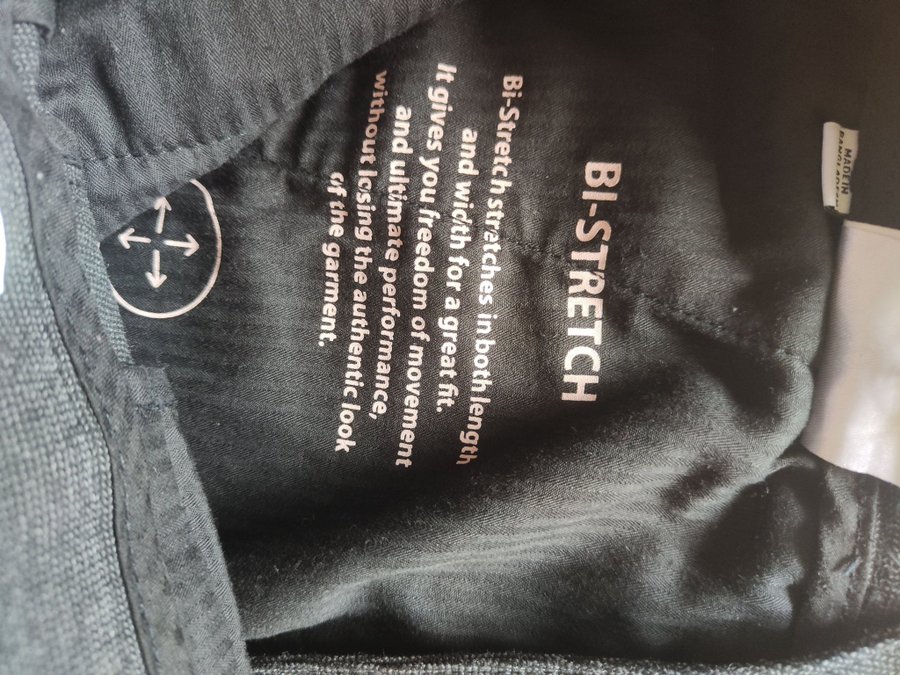 MADE IN
BANGLADESH
BI-STRETCH
Bi-Stretch stretches in both length
and width for a great fit.
It gives you freedom of movement
and ultimate performance,
without losing the authentic look
of the garment.